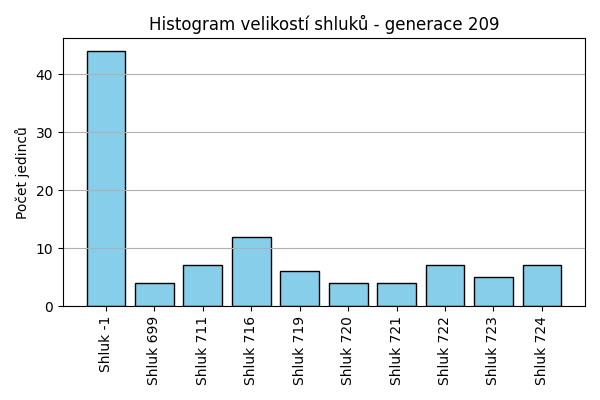 Histogram velikostí shluků - generace 209
Počet jedinců
40
30
20
10
0
Shluk -1
Shluk 699
Shluk 711
Shluk 716
Shluk 719
Shluk 720
Shluk 721
Shluk 722
Shluk 723
Shluk 724